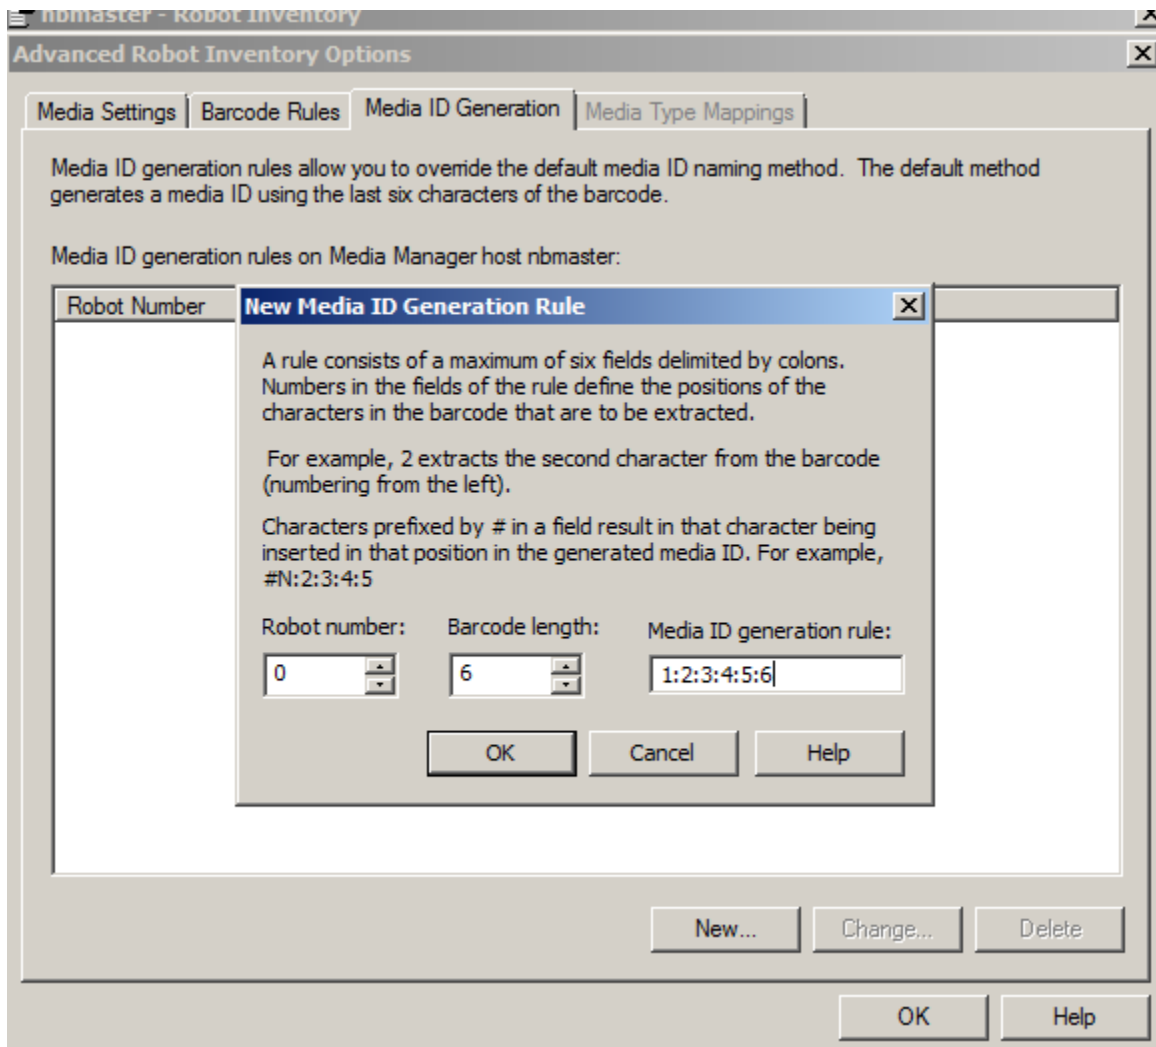 nbmaster - Robot Inventory
Advanced Robot Inventory Options
Media Settings Barcode Rules Media ID Generation Media Type Mappings
Media ID generation rules allow you to override the default media ID naming method. The default method
generates a media ID using the last six characters of the barcode.
Media ID generation rules on Media Manager host nbmaster:
Robot Number
New Media ID Generation Rule
A rule consists of a maximum of six fields delimited by colons.
Numbers in the fields of the rule define the positions of the
characters in the barcode that are to be extracted.
For example, 2 extracts the second character from the barcode
(numbering from the left).
Characters prefixed by # in a field result in that character being
inserted in that position in the generated media ID. For example,
#N:2:3:4:5
Robot number: Barcode length: Media ID generation rule:
0 6 1:2:3:4:5:6
OK Cancel Help
New... Change... Delete
OK Help